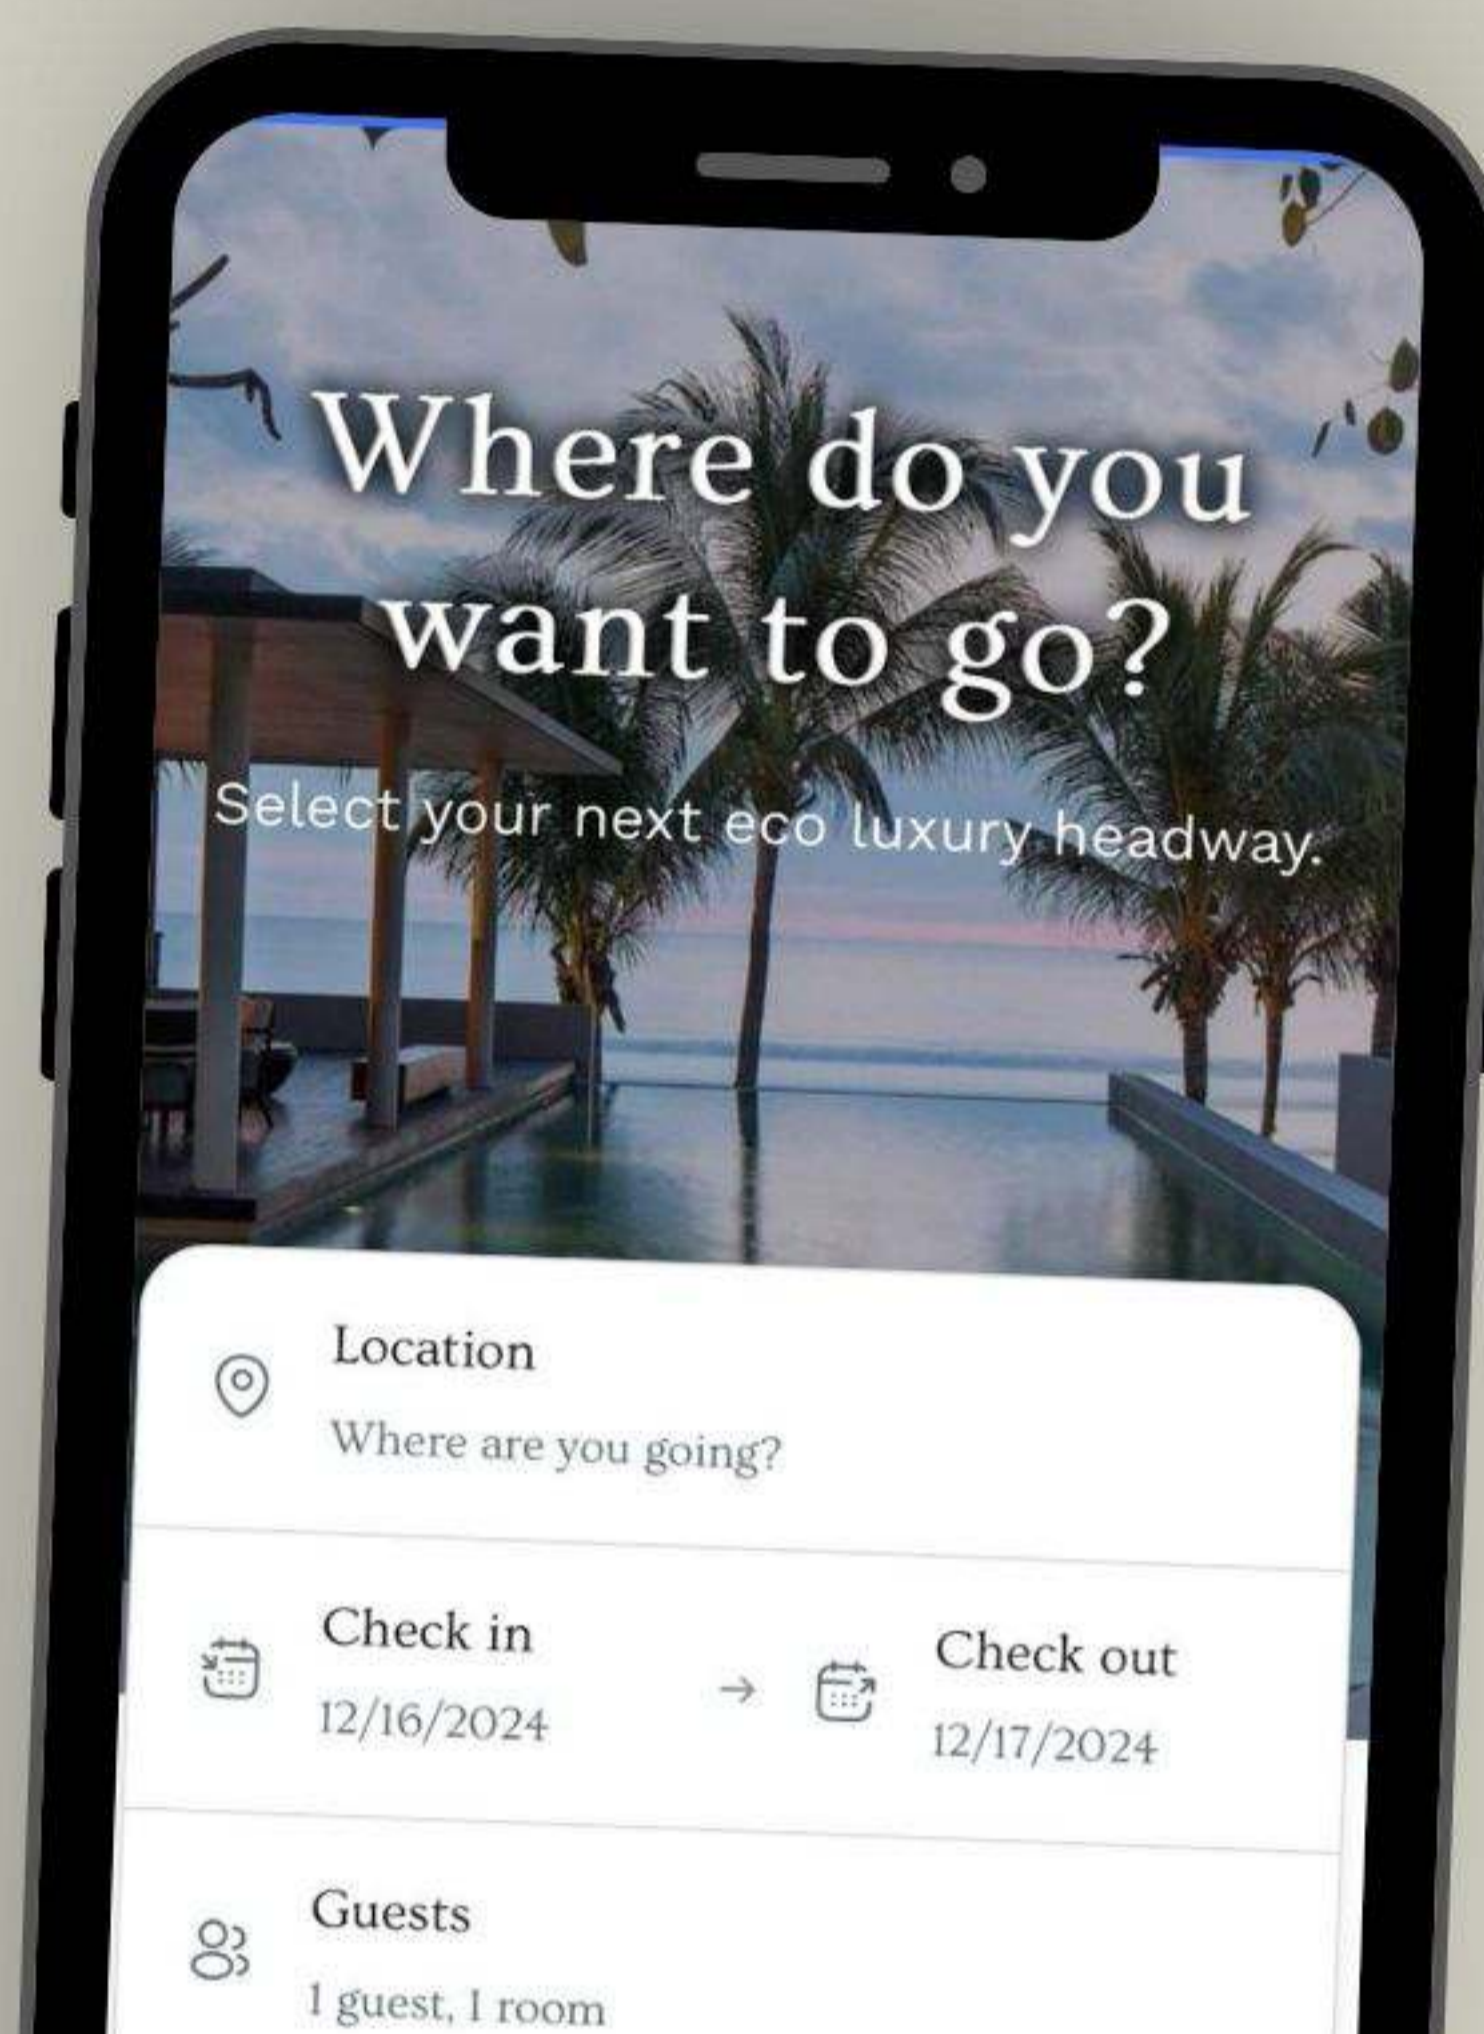 Where do you
want to go?
Select your next eco luxury headway.
Location
Where are you going?
Check in
12/16/2024
Check out
12/17/2024
Guests
1 guest, 1 room